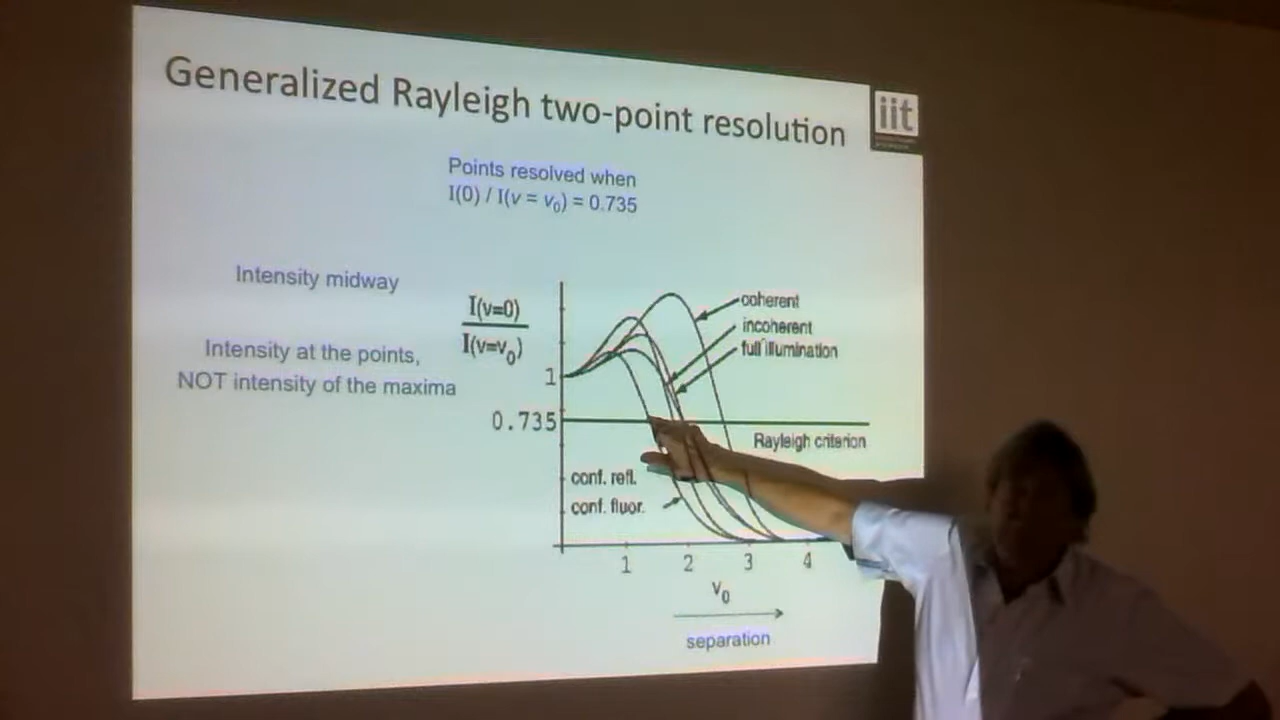 Generalized Rayleigh two-point resolution
iit
Points resolved when
I(0) / I(v = v₀) = 0.735
Intensity midway
Intensity at the points,
NOT intensity of the maxima
I(v=0)
I(v=v₀)
1
0.735
coherent
incoherent
full illumination
Rayleigh criterion
conf. refl.
conf. fluor.
1 2 3 4
v₀
separation